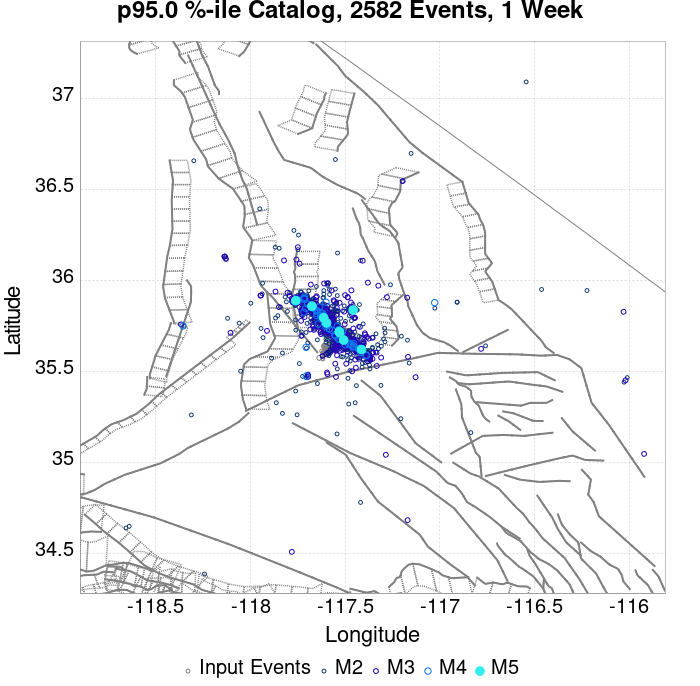 p95.0 %-ile Catalog, 2582 Events, 1 Week
37
36.5
36
35.5
35
34.5
Latitude
-118.5 -118 -117.5 -117 -116.5 -116
Longitude
Input Events M2 M3 M4 M5